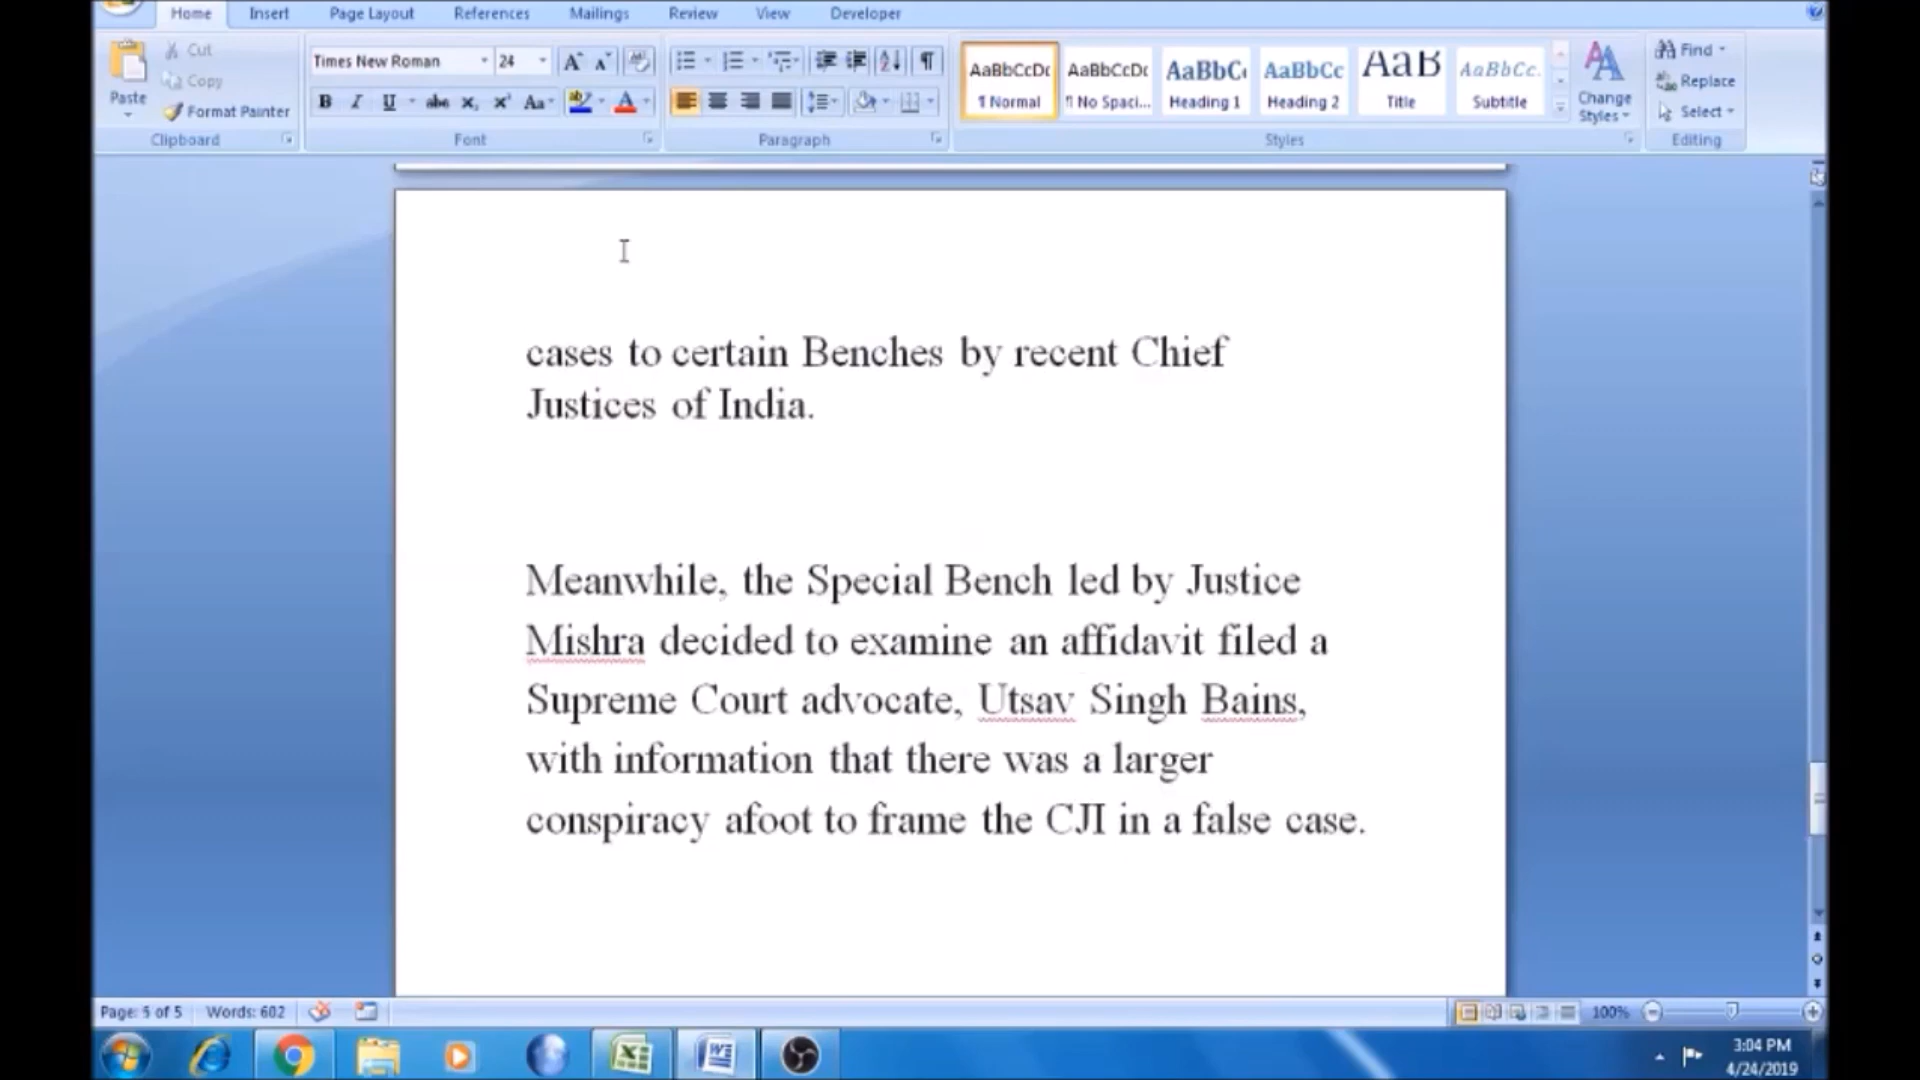 Home Insert Page Layout References Mailings Review View Developer
Cut
Copy
Format Painter
Paste
Clipboard
Times New Roman 24
Font
Paragraph
AaBbCcDc AaBbCcDc AaBbC AaBbCc AaB AaBbCc.
¶ Normal ¶ No Spaci... Heading 1 Heading 2 Title Subtitle
Change
Styles
Styles
Find
Replace
Select
Editing
cases to certain Benches by recent Chief
Justices of India.
Meanwhile, the Special Bench led by Justice
Mishra decided to examine an affidavit filed a
Supreme Court advocate, Utsav Singh Bains,
with information that there was a larger
conspiracy afoot to frame the CJI in a false case.
Page: 5 of 5 Words: 602 100%
3:04 PM
4/24/2019